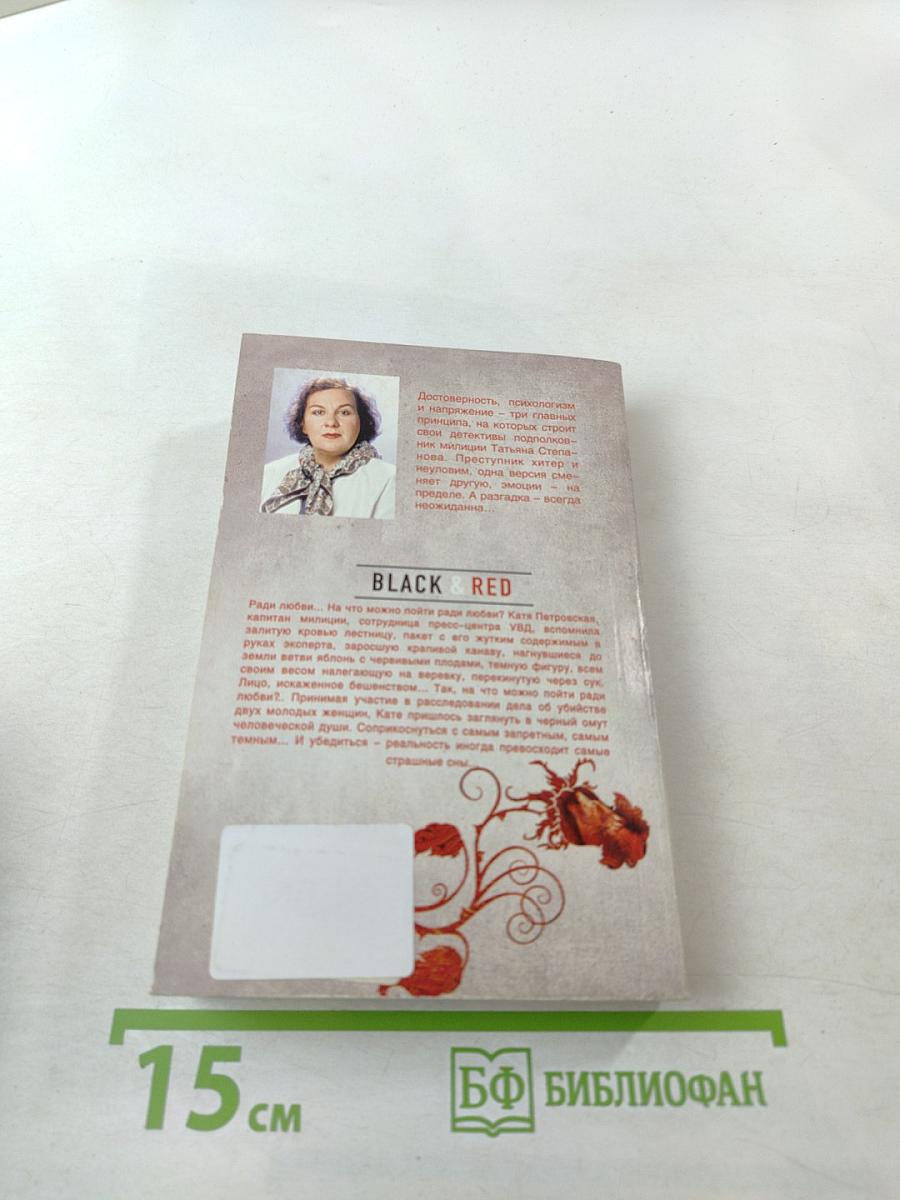 Достоверность, психологизм
и напряжение – три главных
принципа, на которых строит
свои детективы подполков–
ник милиции Татьяна Степа–
нова. Преступник хитер и
неуловим, одна версия сме–
няет другую, эмоции – на
пределе. А разгадка – всегда
неожиданна...
BLACK & RED
Ради любви... На что можно пойти ради любви? Катя Петровская,
капитан милиции, сотрудница пресс–центра УВД, вспомнила
залитую кровью лестницу, пакет с его жутким содержимым в
руках эксперта, заросшую крапивой канаву, нагнувшиеся до
земли ветви яблонь с червивыми плодами, темную фигуру, всем
своим весом налегающую на веревку, перекинутую через сук.
Лицо, искаженное бешенством... Так, на что можно пойти ради
любви?.. Принимая участие в расследовании дела об убийстве
двух молодых женщин, Кате пришлось заглянуть в черный омут
человеческой души. Соприкоснуться с самым запретным, самым
темным... И убедиться – реальность иногда превосходит самые
страшные сны...
15 см
БФ БИБЛИОФАН